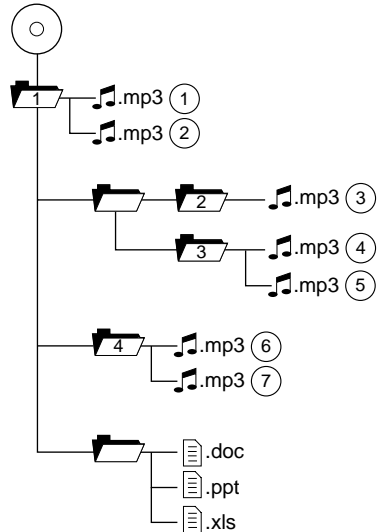 1 .mp3 1
.mp3 2
2 .mp3 3
3 .mp3 4
.mp3 5
4 .mp3 6
.mp3 7
.doc
.ppt
.xls